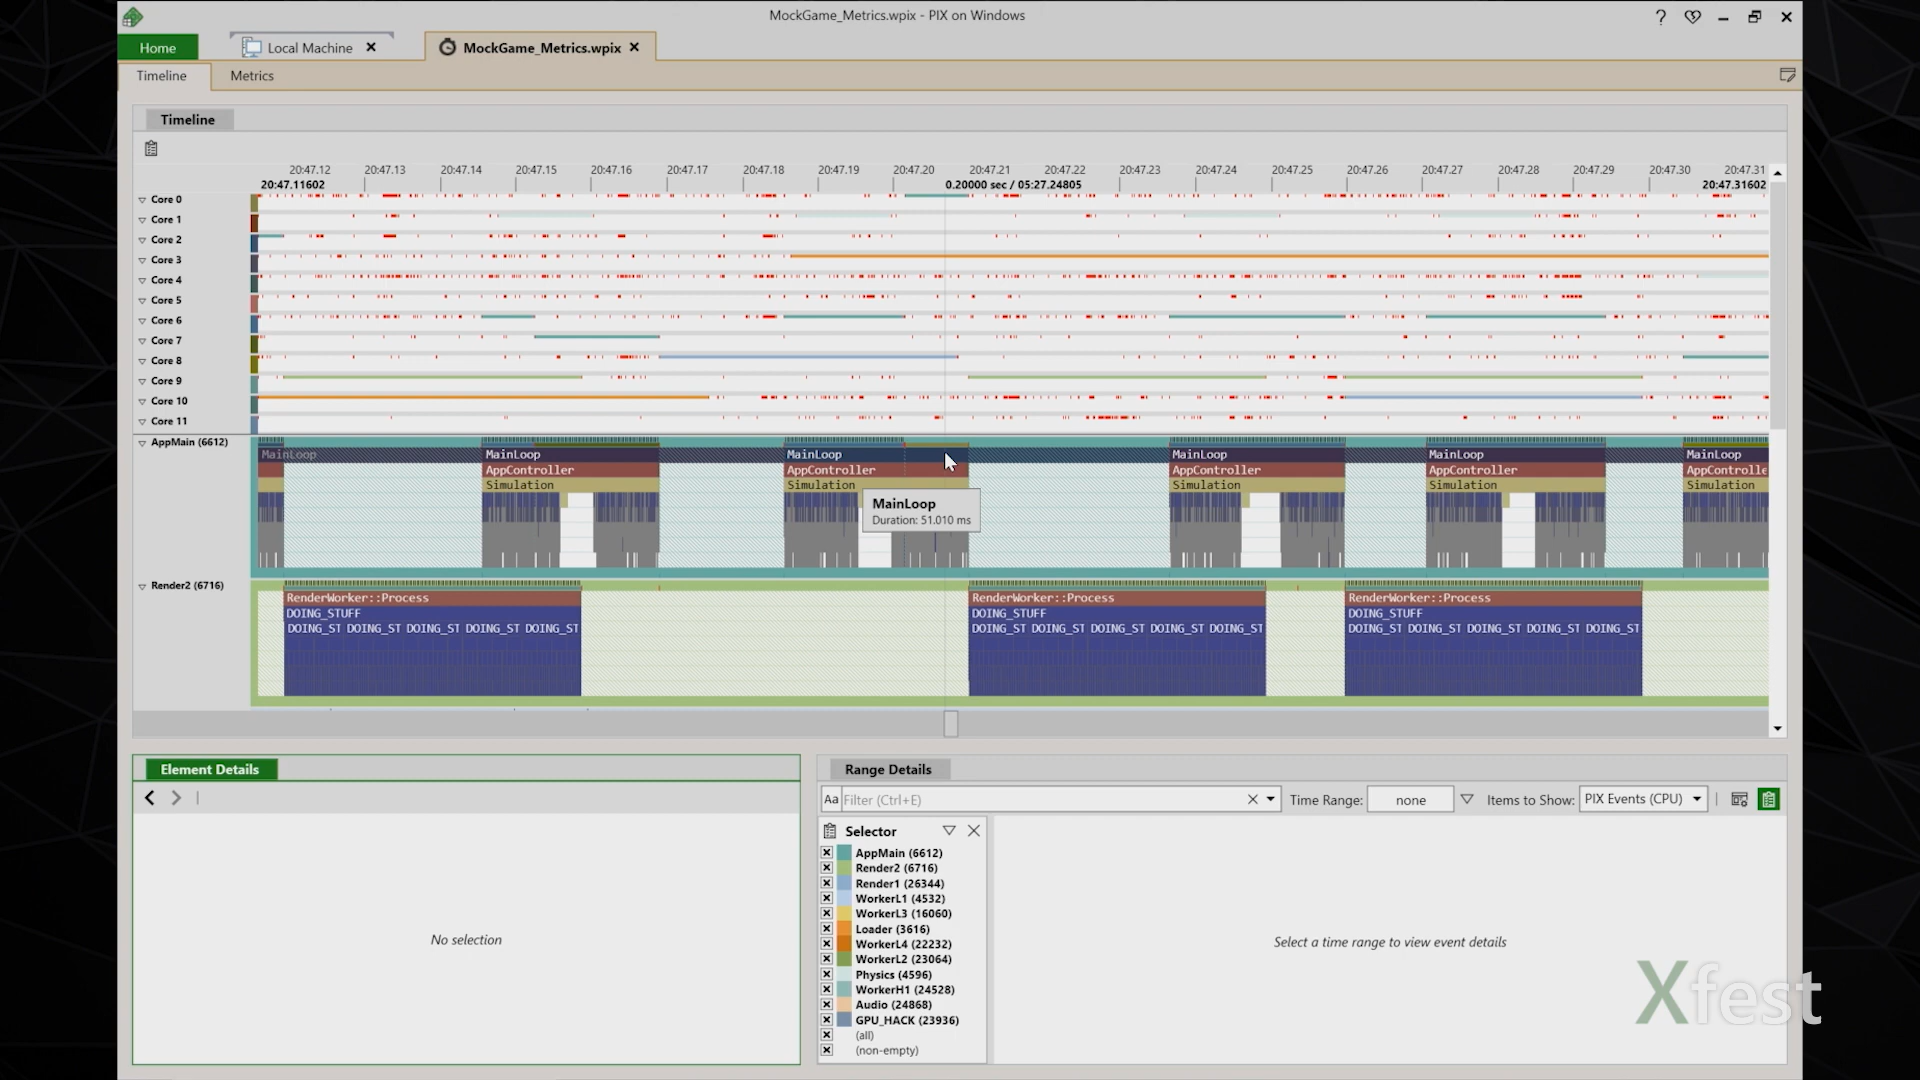 MockGame_Metrics.wpix - PIX on Windows
?
Home
Local Machine
MockGame_Metrics.wpix
Timeline
Metrics
Timeline
20:47.12 20:47.13 20:47.14 20:47.15 20:47.16 20:47.17 20:47.18 20:47.19 20:47.20 20:47.21 20:47.22 20:47.23 20:47.24 20:47.25 20:47.26 20:47.27 20:47.28 20:47.29 20:47.30 20:47.31
20:47.11602 0.20000 sec / 05:27.24805 20:47.31602
Core 0
Core 1
Core 2
Core 3
Core 4
Core 5
Core 6
Core 7
Core 8
Core 9
Core 10
Core 11
AppMain (6612)
MainLoop MainLoop MainLoop MainLoop MainLoop MainLoop
AppController AppController AppController AppController AppControlle
Simulation Simulation Simulation Simulation Simulation
MainLoop
Duration: 51.010 ms
Render2 (6716)
RenderWorker::Process RenderWorker::Process RenderWorker::Process
DOING_STUFF DOING_STUFF DOING_STUFF
DOING_ST DOING_ST DOING_ST DOING_ST DOING_ST DOING_ST DOING_ST DOING_ST DOING_ST DOING_ST DOING_ST DOING_ST DOING_ST DOING_ST DOING_ST
Element Details
No selection
Range Details
Aa Filter (Ctrl+E) Time Range: none Items to Show: PIX Events (CPU)
Selector
AppMain (6612)
Render2 (6716)
Render1 (26344)
WorkerL1 (4532)
WorkerL3 (16060)
Loader (3616)
WorkerL4 (22232)
WorkerL2 (23064)
Physics (4596)
WorkerH1 (24528)
Audio (24868)
GPU_HACK (23936)
(all)
(non-empty)
Select a time range to view event details
Xfest